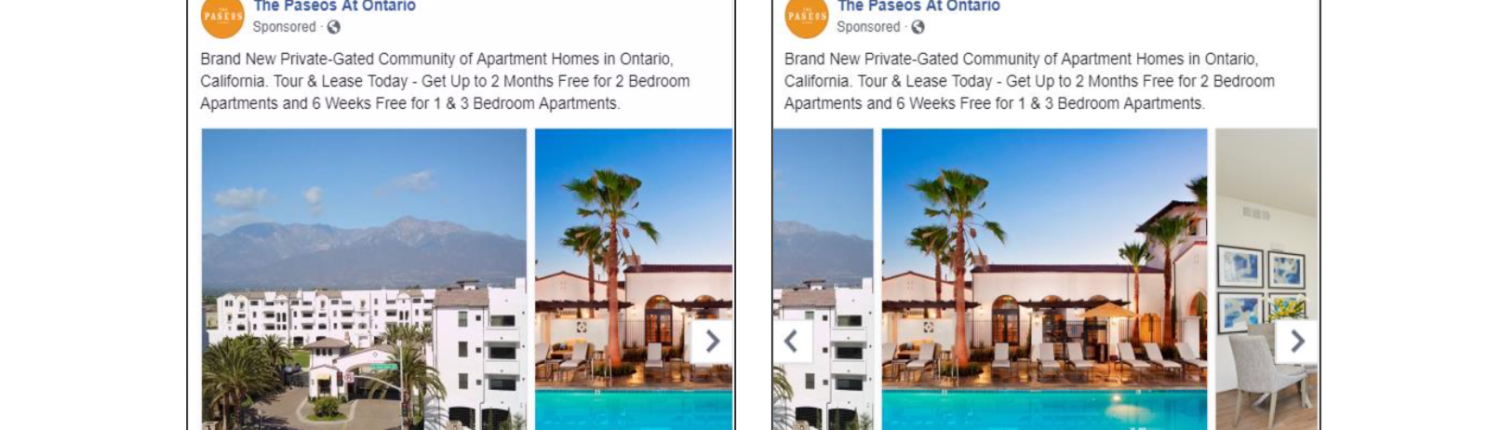 The Paseos At Ontario
Sponsored ·
THE
PASEOS
Brand New Private-Gated Community of Apartment Homes in Ontario,
California. Tour & Lease Today - Get Up to 2 Months Free for 2 Bedroom
Apartments and 6 Weeks Free for 1 & 3 Bedroom Apartments.
The Paseos At Ontario
Sponsored ·
THE
PASEOS
Brand New Private-Gated Community of Apartment Homes in Ontario,
California. Tour & Lease Today - Get Up to 2 Months Free for 2 Bedroom
Apartments and 6 Weeks Free for 1 & 3 Bedroom Apartments.